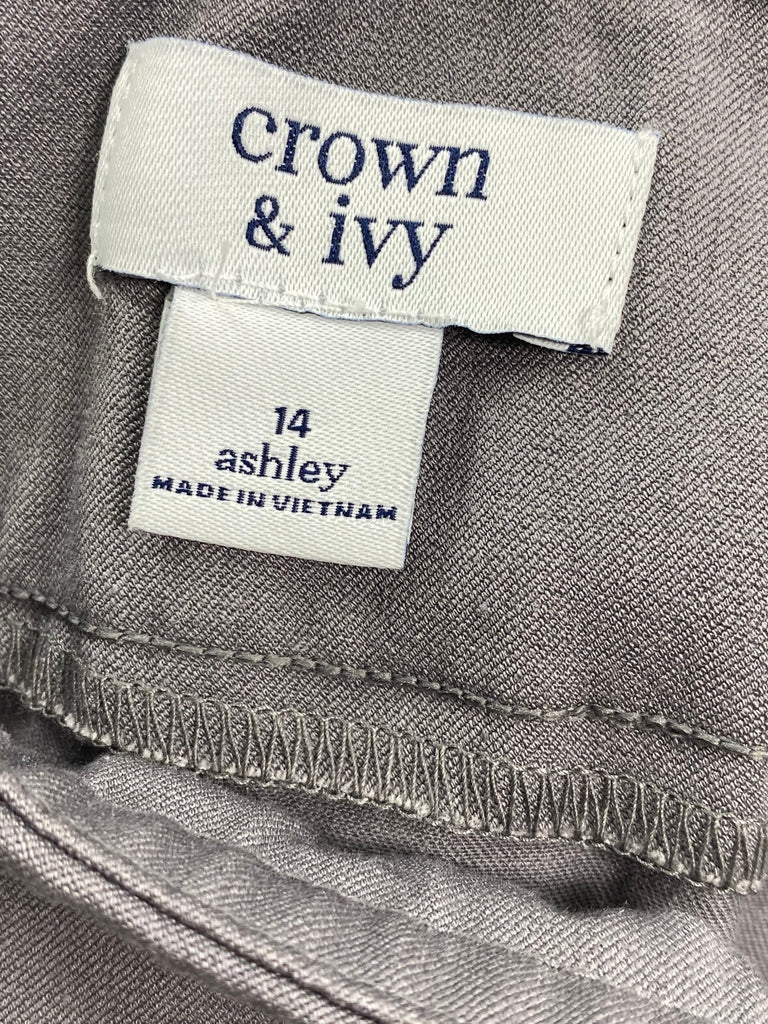 crown
& ivy
14
ashley
MADE IN VIETNAM